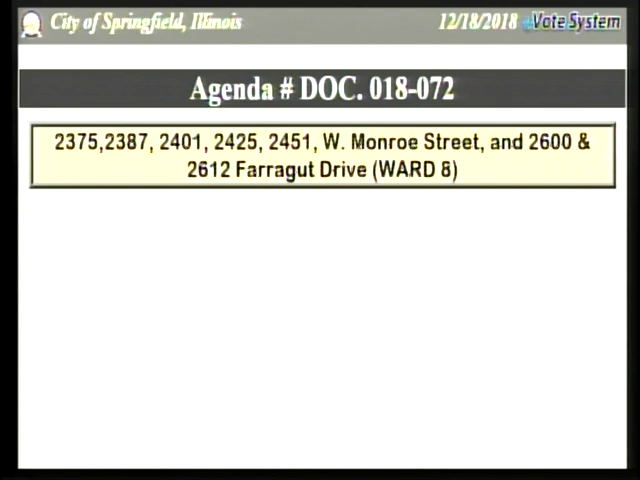 City of Springfield, Illinois 12/18/2018 eVote System
Agenda # DOC. 018-072
2375,2387, 2401, 2425, 2451, W. Monroe Street, and 2600 &
2612 Farragut Drive (WARD 8)